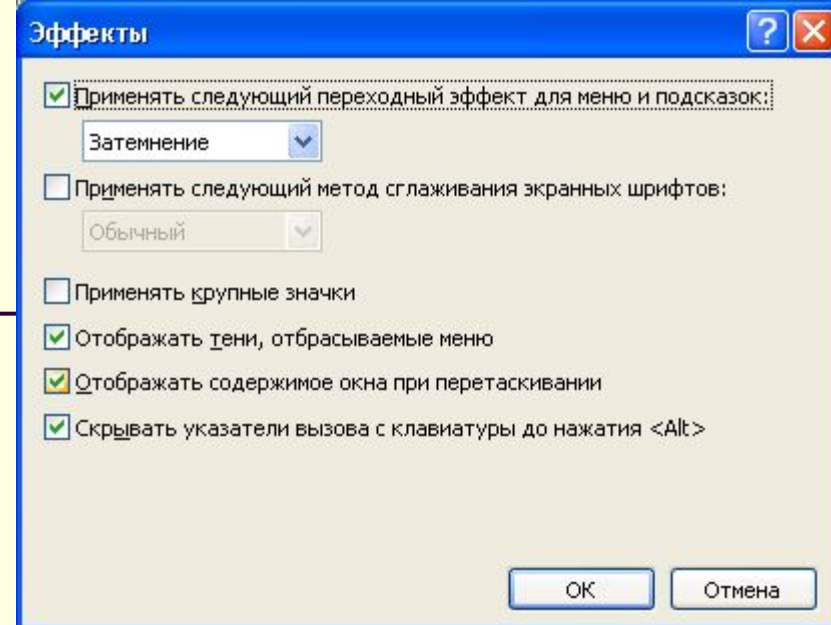 Эффекты
Применять следующий переходный эффект для меню и подсказок:
Затемнение
Применять следующий метод сглаживания экранных шрифтов:
Обычный
Применять крупные значки
Отображать тени, отбрасываемые меню
Отображать содержимое окна при перетаскивании
Скрывать указатели вызова с клавиатуры до нажатия <Alt>
ОК
Отмена